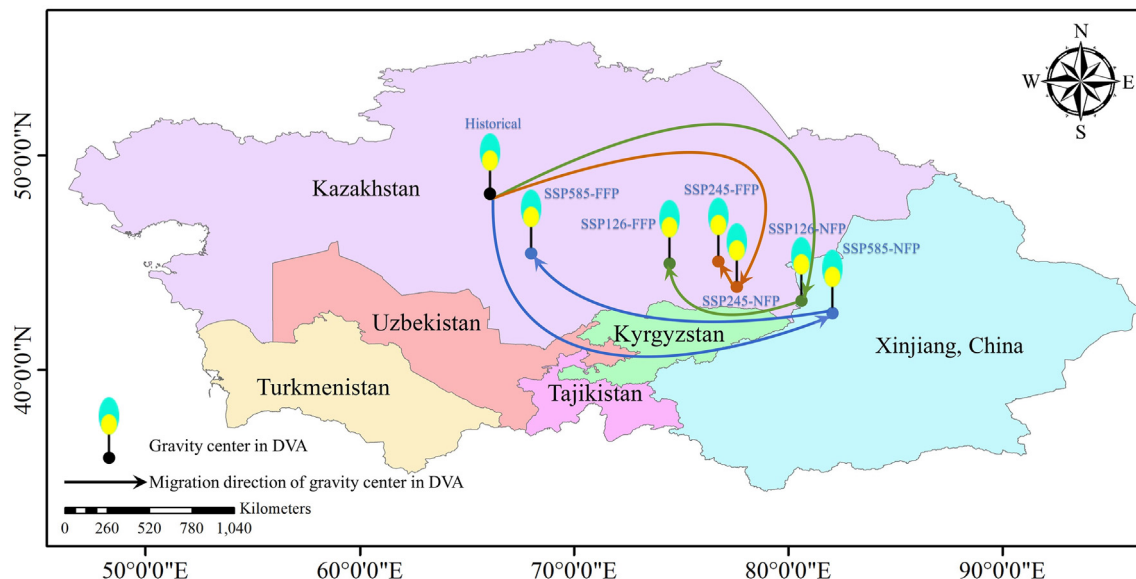 N
W E
S
50°0'0"N
40°0'0"N
Historical
Kazakhstan
SSP585-FFP
SSP245-FFP
SSP126-FFP
SSP126-NFP
SSP585-NFP
SSP245-NFP
Uzbekistan
Kyrgyzstan
Xinjiang, China
Turkmenistan
Tajikistan
Gravity center in DVA
Migration direction of gravity center in DVA
Kilometers
0 260 520 780 1,040
50°0'0"E 60°0'0"E 70°0'0"E 80°0'0"E 90°0'0"E